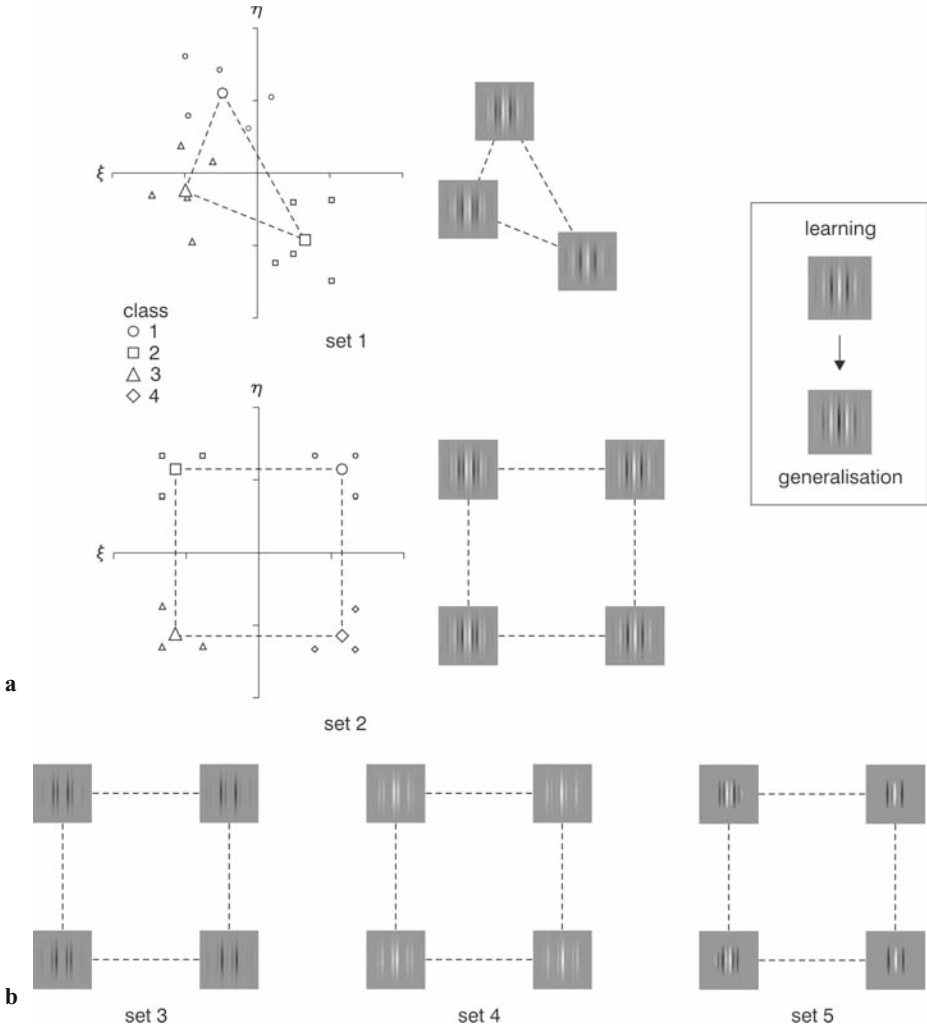 η
ξ
class
1
2
3
4
set 1
learning
generalisation
η
ξ
a
set 2
b
set 3 set 4 set 5